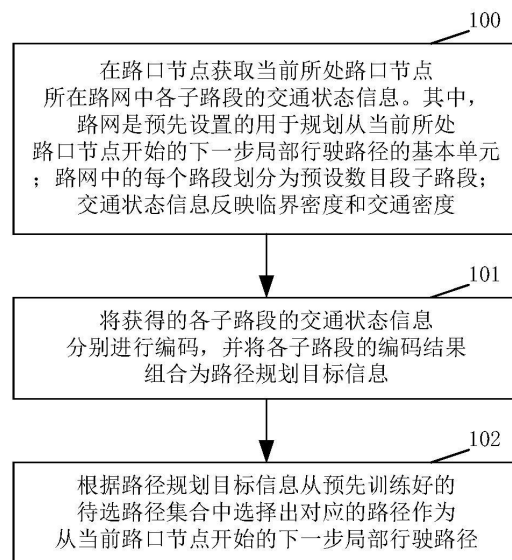 100
在路口节点获取当前所处路口节点
所在路网中各子路段的交通状态信息。其中，
路网是预先设置的用于规划从当前所处
路口节点开始的下一步局部行驶路径的基本单元
；路网中的每个路段划分为预设数目段子路段；
交通状态信息反映临界密度和交通密度
101
将获得的各子路段的交通状态信息
分别进行编码，并将各子路段的编码结果
组合为路径规划目标信息
102
根据路径规划目标信息从预先训练好的
待选路径集合中选择出对应的路径作为
从当前路口节点开始的下一步局部行驶路径